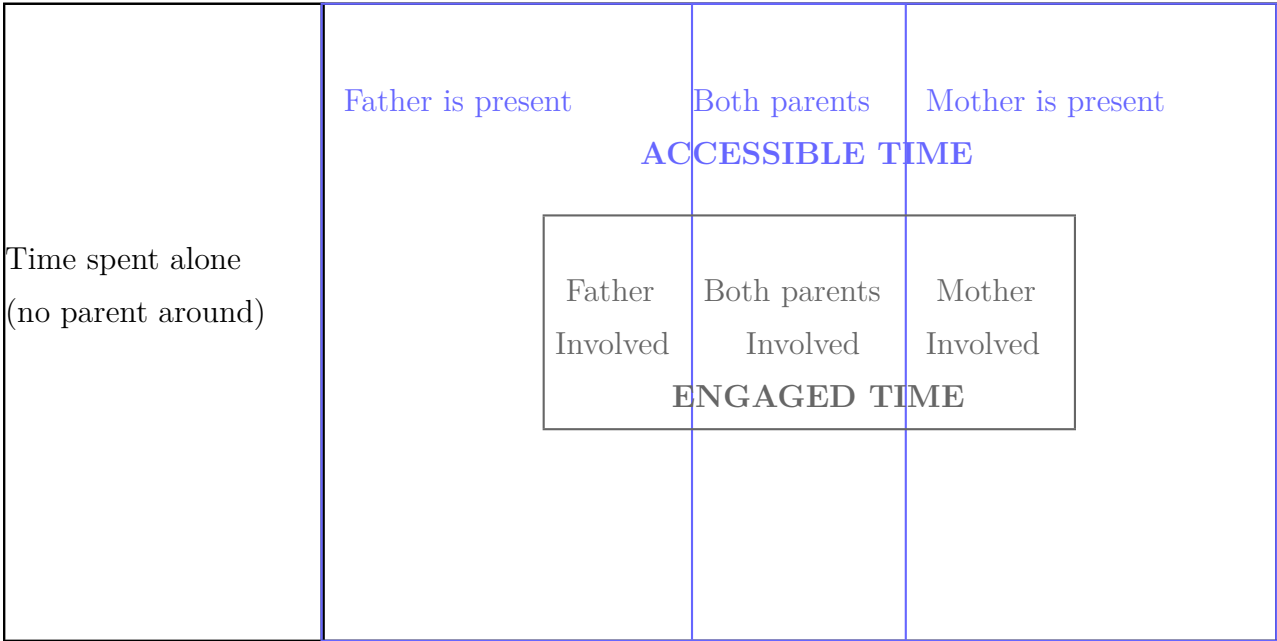 Father is present
Both parents
Mother is present
ACCESSIBLE TIME
Time spent alone
(no parent around)
Father
Involved
Both parents
Involved
Mother
Involved
ENGAGED TIME